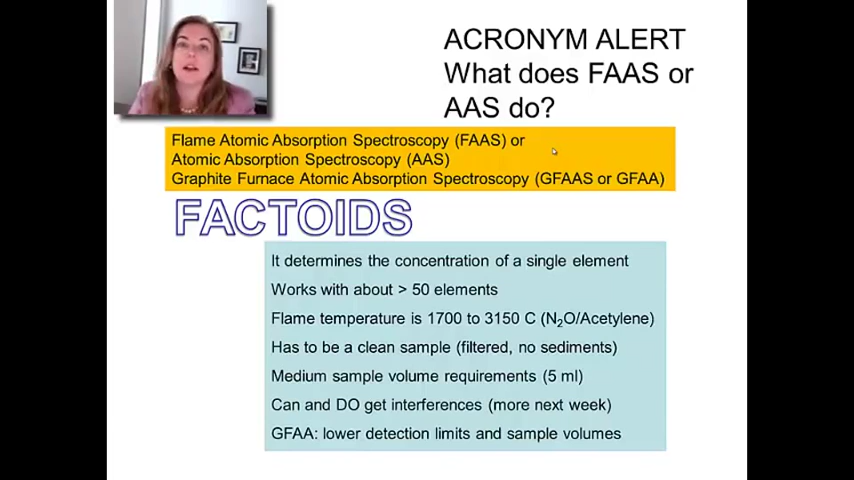 ACRONYM ALERT
What does FAAS or
AAS do?
Flame Atomic Absorption Spectroscopy (FAAS) or
Atomic Absorption Spectroscopy (AAS)
Graphite Furnace Atomic Absorption Spectroscopy (GFAAS or GFAA)
FACTOIDS
It determines the concentration of a single element
Works with about > 50 elements
Flame temperature is 1700 to 3150 C (N₂O/Acetylene)
Has to be a clean sample (filtered, no sediments)
Medium sample volume requirements (5 ml)
Can and DO get interferences (more next week)
GFAA: lower detection limits and sample volumes